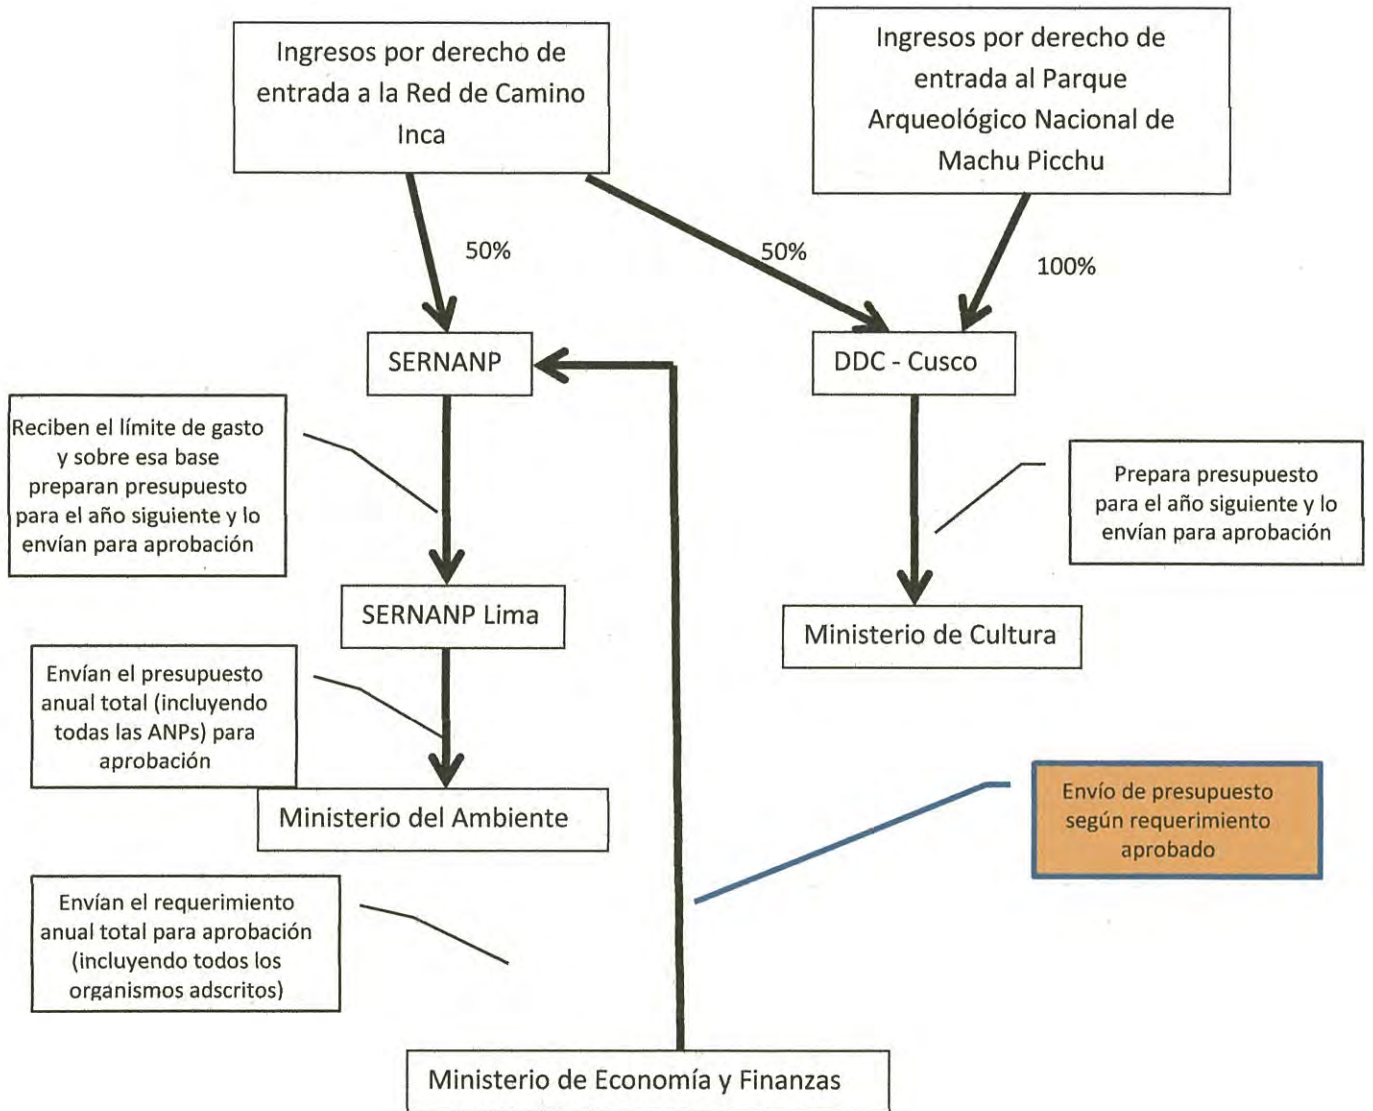 Ingresos por derecho de
entrada a la Red de Camino
Inca
Ingresos por derecho de
entrada al Parque
Arqueológico Nacional de
Machu Picchu
50%
50%
100%
SERNANP
DDC - Cusco
Reciben el límite de gasto
y sobre esa base
preparan presupuesto
para el año siguiente y lo
envían para aprobación
Prepara presupuesto
para el año siguiente y lo
envían para aprobación
SERNANP Lima
Ministerio de Cultura
Envían el presupuesto
anual total (incluyendo
todas las ANPs) para
aprobación
Ministerio del Ambiente
Envío de presupuesto
según requerimiento
aprobado
Envían el requerimiento
anual total para aprobación
(incluyendo todos los
organismos adscritos)
Ministerio de Economía y Finanzas